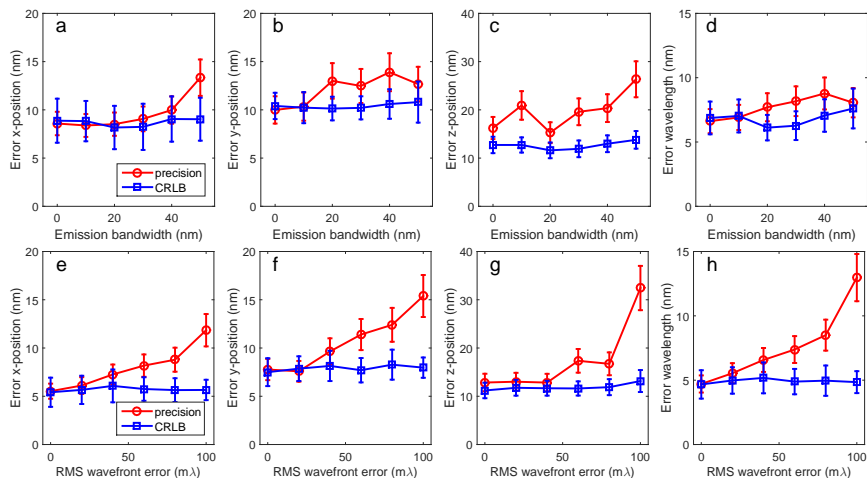 a
Error x-position (nm)
20
15
10
5
0
0
20
40
Emission bandwidth (nm)
precision
CRLB
b
Error y-position (nm)
20
15
10
5
0
0
20
40
Emission bandwidth (nm)
c
Error z-position (nm)
40
30
20
10
0
0
20
40
Emission bandwidth (nm)
d
Error wavelength (nm)
15
10
5
0
0
20
40
Emission bandwidth (nm)
e
Error x-position (nm)
20
15
10
5
0
0
50
100
RMS wavefront error (mλ)
precision
CRLB
f
Error y-position (nm)
20
15
10
5
0
0
50
100
RMS wavefront error (mλ)
g
Error z-position (nm)
40
30
20
10
0
0
50
100
RMS wavefront error (mλ)
h
Error wavelength (nm)
15
10
5
0
0
50
100
RMS wavefront error (mλ)